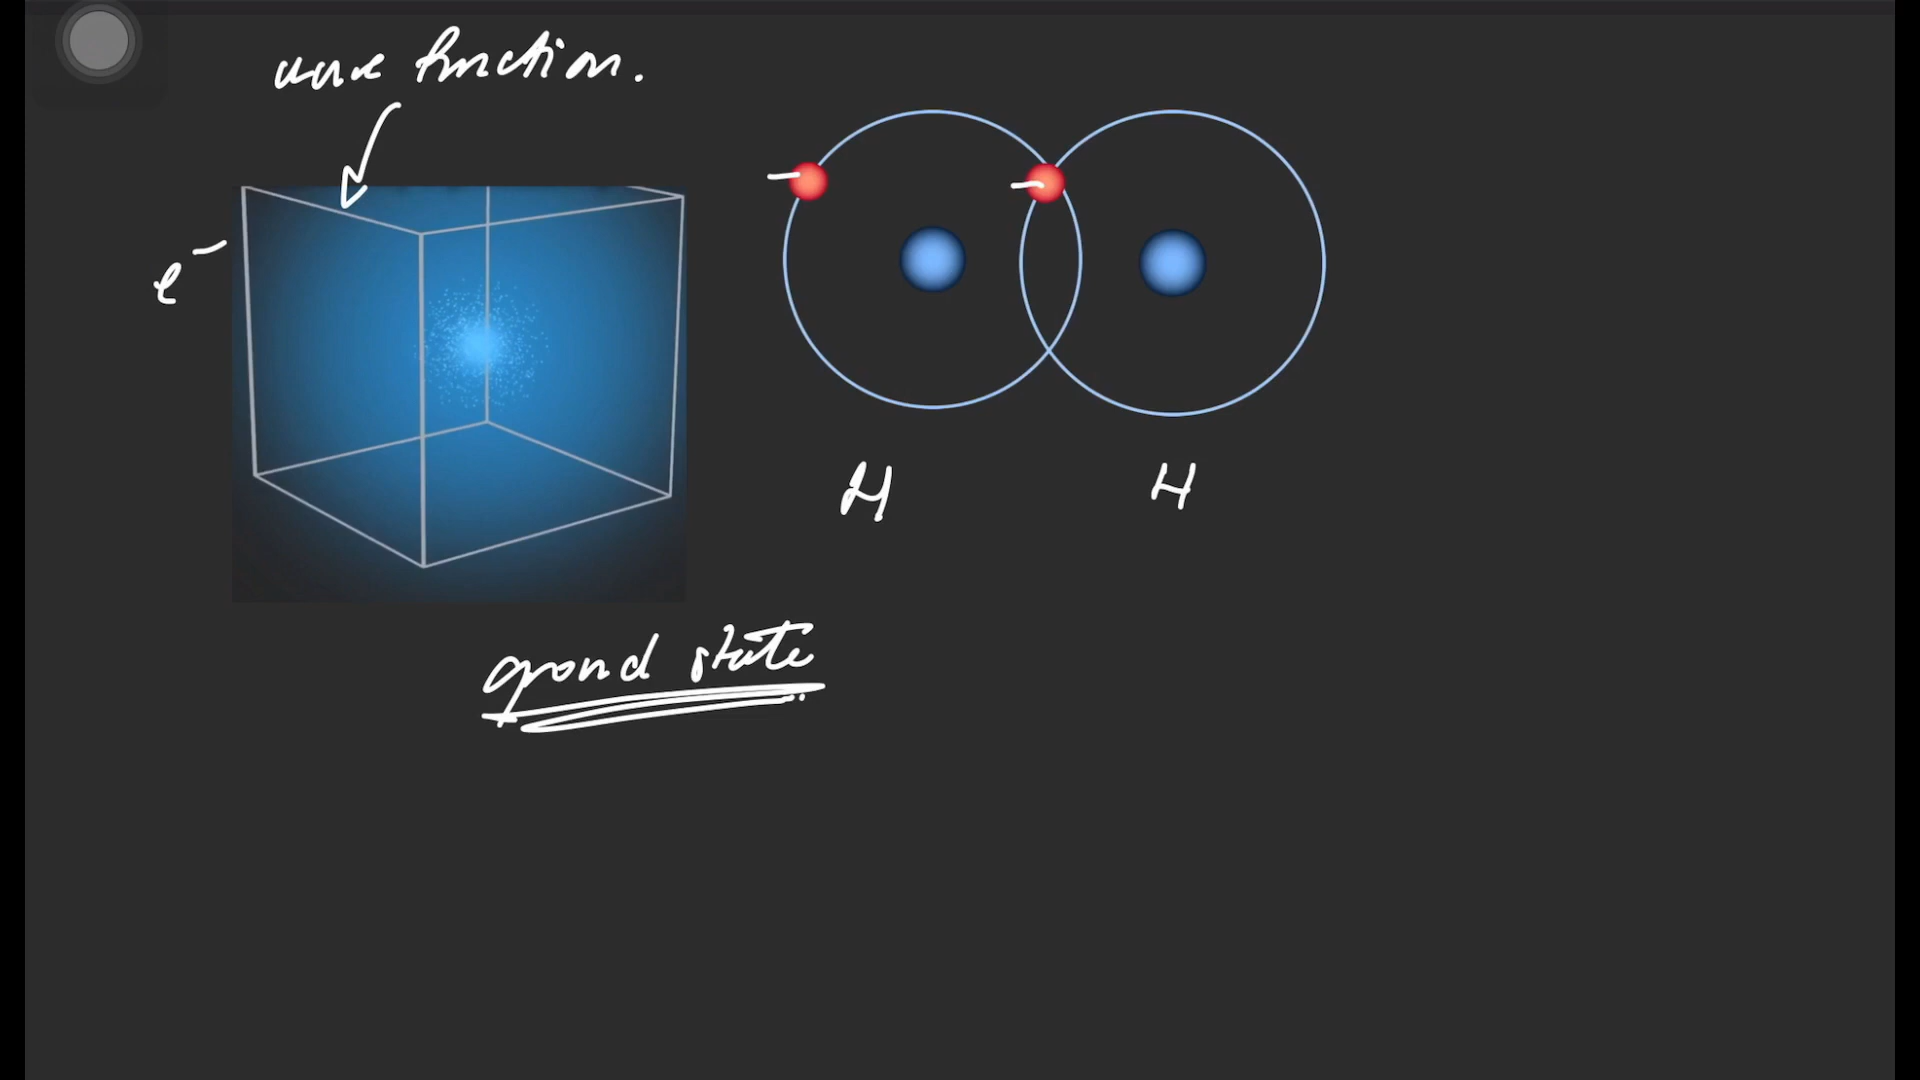 wave function.
e⁻
H H
ground state